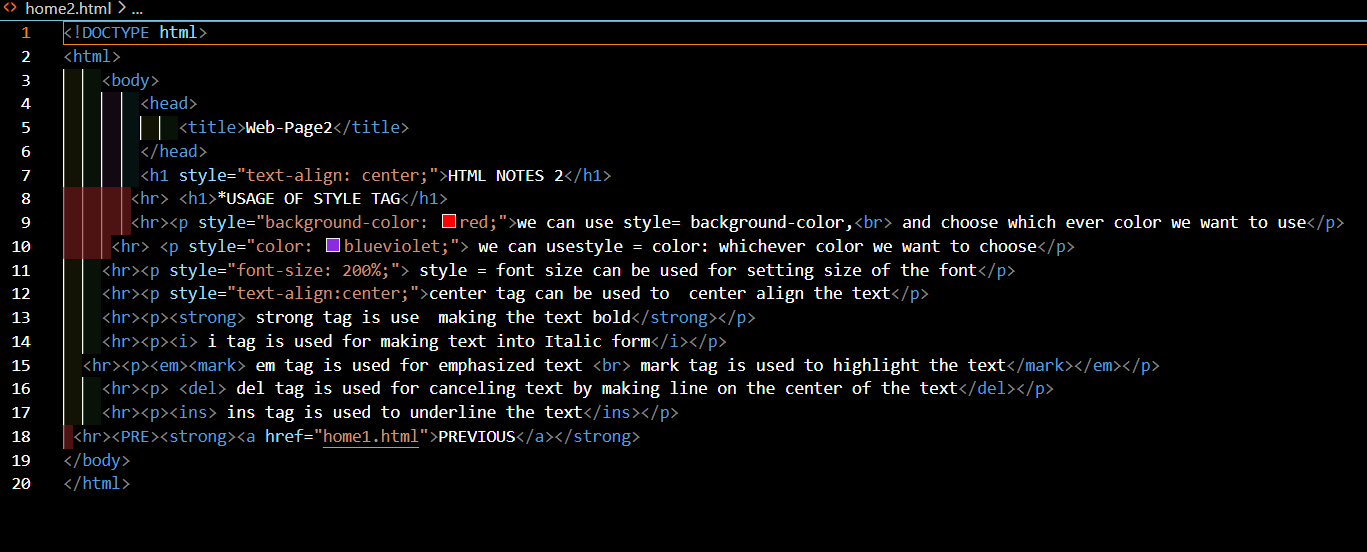 home2.html > ...
1 <!DOCTYPE html>
2 <html>
3 <body>
4 <head>
5 <title>Web-Page2</title>
6 </head>
7 <h1 style="text-align: center;">HTML NOTES 2</h1>
8 <hr> <h1>*USAGE OF STYLE TAG</h1>
9 <hr><p style="background-color: red;">we can use style= background-color,<br> and choose which ever color we want to use</p>
10 <hr> <p style="color: blueviolet;"> we can usestyle = color: whichever color we want to choose</p>
11 <hr><p style="font-size: 200%;"> style = font size can be used for setting size of the font</p>
12 <hr><p style="text-align:center;">center tag can be used to  center align the text</p>
13 <hr><p><strong> strong tag is use  making the text bold</strong></p>
14 <hr><p><i> i tag is used for making text into Italic form</i></p>
15 <hr><p><em><mark> em tag is used for emphasized text <br> mark tag is used to highlight the text</mark></em></p>
16 <hr><p> <del> del tag is used for canceling text by making line on the center of the text</del></p>
17 <hr><p><ins> ins tag is used to underline the text</ins></p>
18 <hr><PRE><strong><a href="home1.html">PREVIOUS</a></strong>
19 </body>
20 </html>